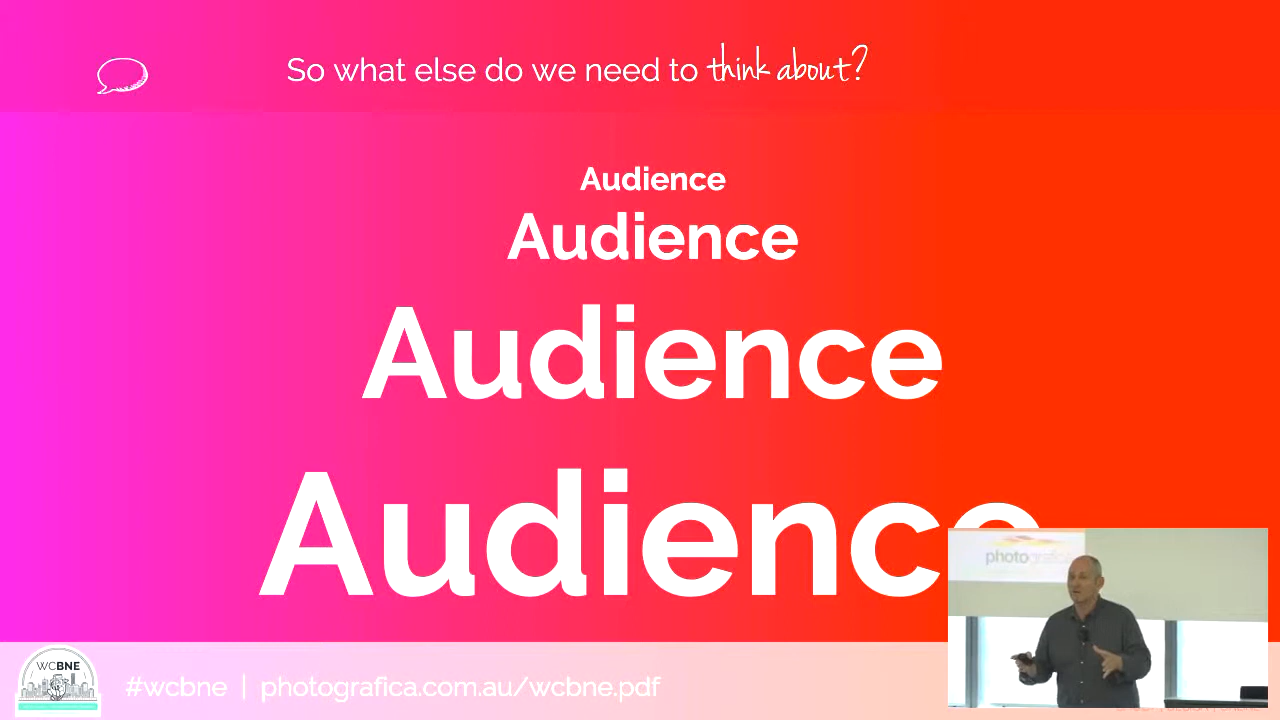 So what else do we need to think about?
Audience
Audience
Audience
Audience
photografica
WCBNE
#wcbne | photografica.com.au/wcbne.pdf